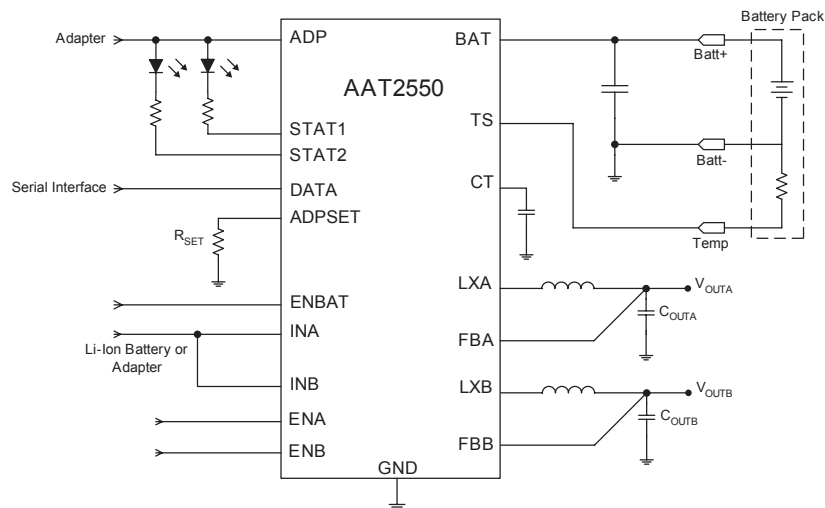 Battery Pack
Adapter
ADP
BAT
Batt+
AAT2550
TS
STAT1
STAT2
Batt-
CT
Serial Interface
DATA
ADPSET
RSET
Temp
LXA
VOUTA
ENBAT
COUTA
INA
FBA
Li-Ion Battery or
Adapter
INB
LXB
VOUTB
ENA
COUTB
ENB
FBB
GND